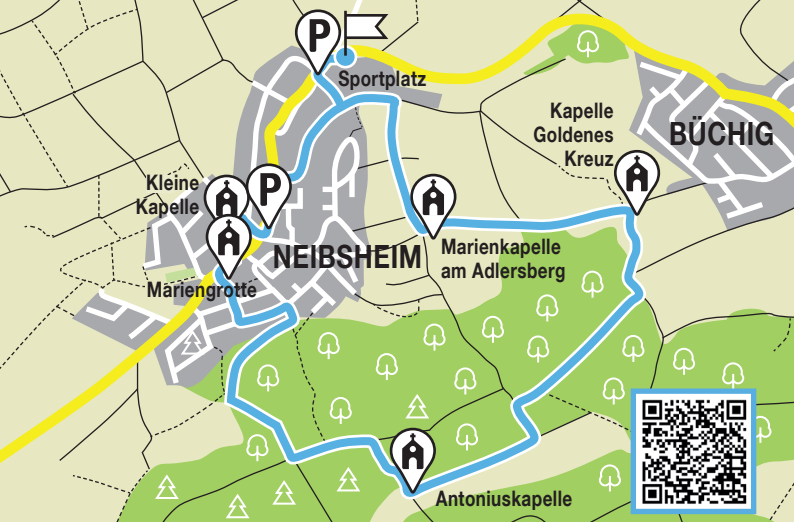 P
Sportplatz
Kapelle
Goldenes
Kreuz
BÜCHIG
Kleine
Kapelle
P
NEIBSHEIM
Marienkapelle
am Adlersberg
Mariengrotte
Antoniuskapelle